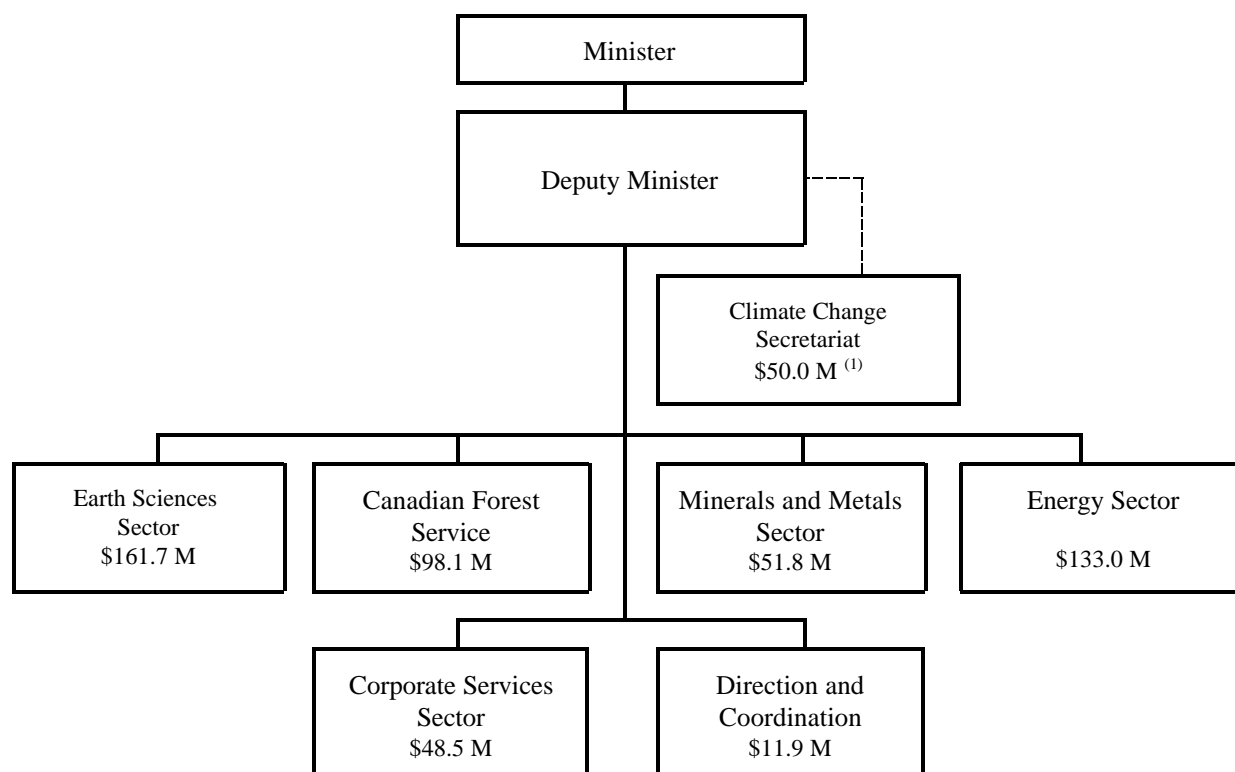 Minister
Deputy Minister
Climate Change
Secretariat
$50.0 M (1)
Earth Sciences
Sector
$161.7 M
Canadian Forest
Service
$98.1 M
Minerals and Metals
Sector
$51.8 M
Energy Sector
$133.0 M
Corporate Services
Sector
$48.5 M
Direction and
Coordination
$11.9 M